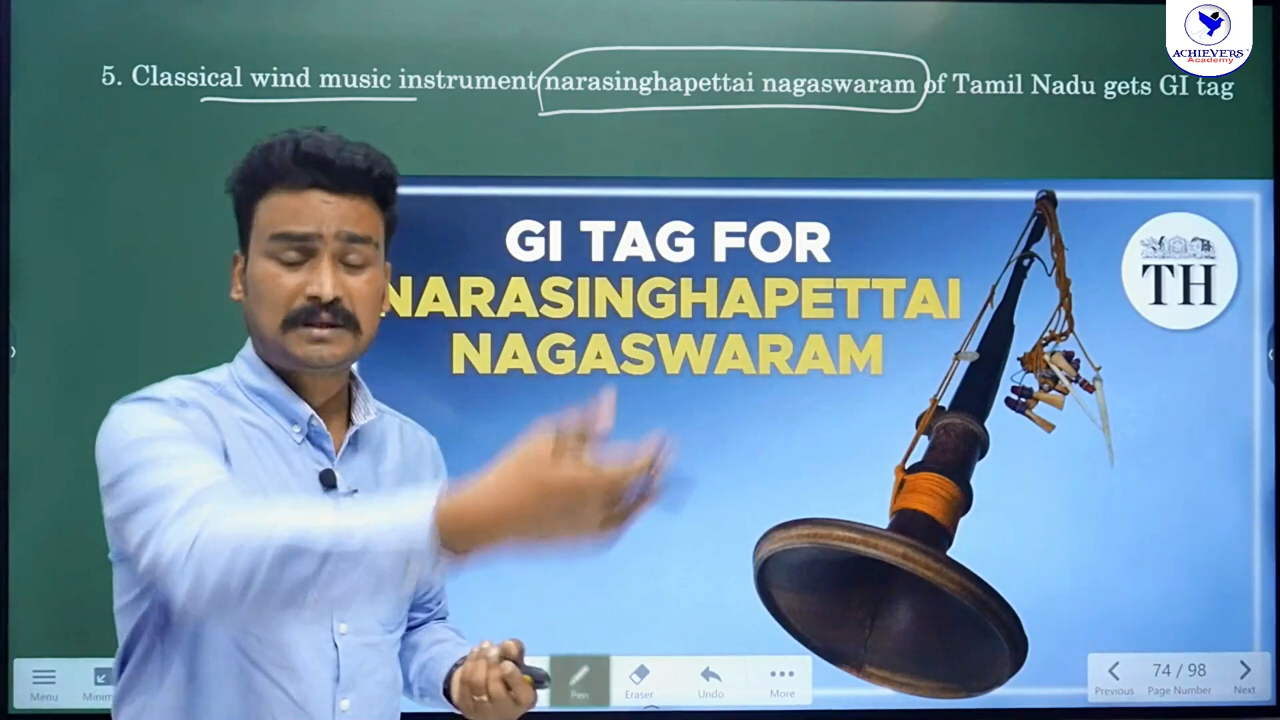 ACHIEVERS
Academy
5. Classical wind music instrument narasinghapettai nagaswaram of Tamil Nadu gets GI tag
GI TAG FOR
NARASINGHAPETTAI
NAGASWARAM
TH
Menu
Minim
Pen
Eraser
Undo
More
Previous
74 / 98
Page Number
Next